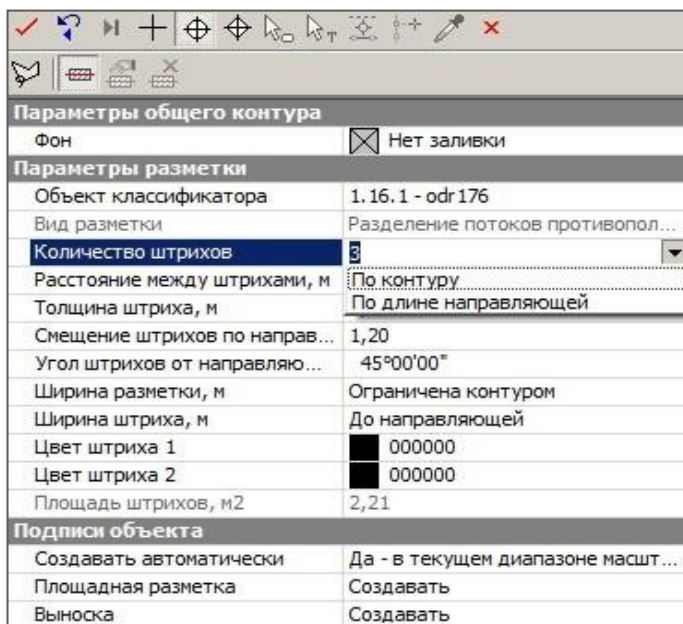 Параметры общего контура
Фон Нет заливки
Параметры разметки
Объект классификатора 1.16.1 - odr176
Вид разметки Разделение потоков противопол...
Количество штрихов 3
Расстояние между штрихами, м По контуру
Толщина штриха, м По длине направляющей
Смещение штрихов по направ... 1,20
Угол штрихов от направляю... 45°00'00"
Ширина разметки, м Ограничена контуром
Ширина штриха, м До направляющей
Цвет штриха 1 000000
Цвет штриха 2 000000
Площадь штрихов, м2 2,21
Подписи объекта
Создавать автоматически Да - в текущем диапазоне масшт...
Площадная разметка Создавать
Выноска Создавать